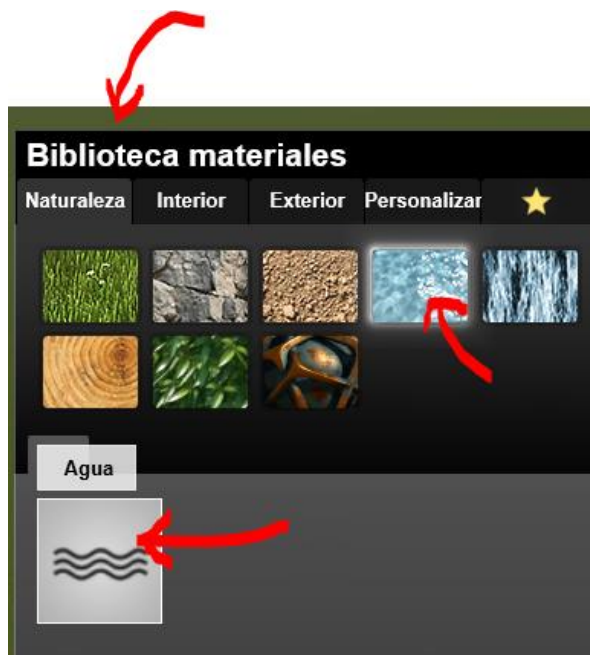 Biblioteca materiales
Naturaleza Interior Exterior Personalizar
Agua